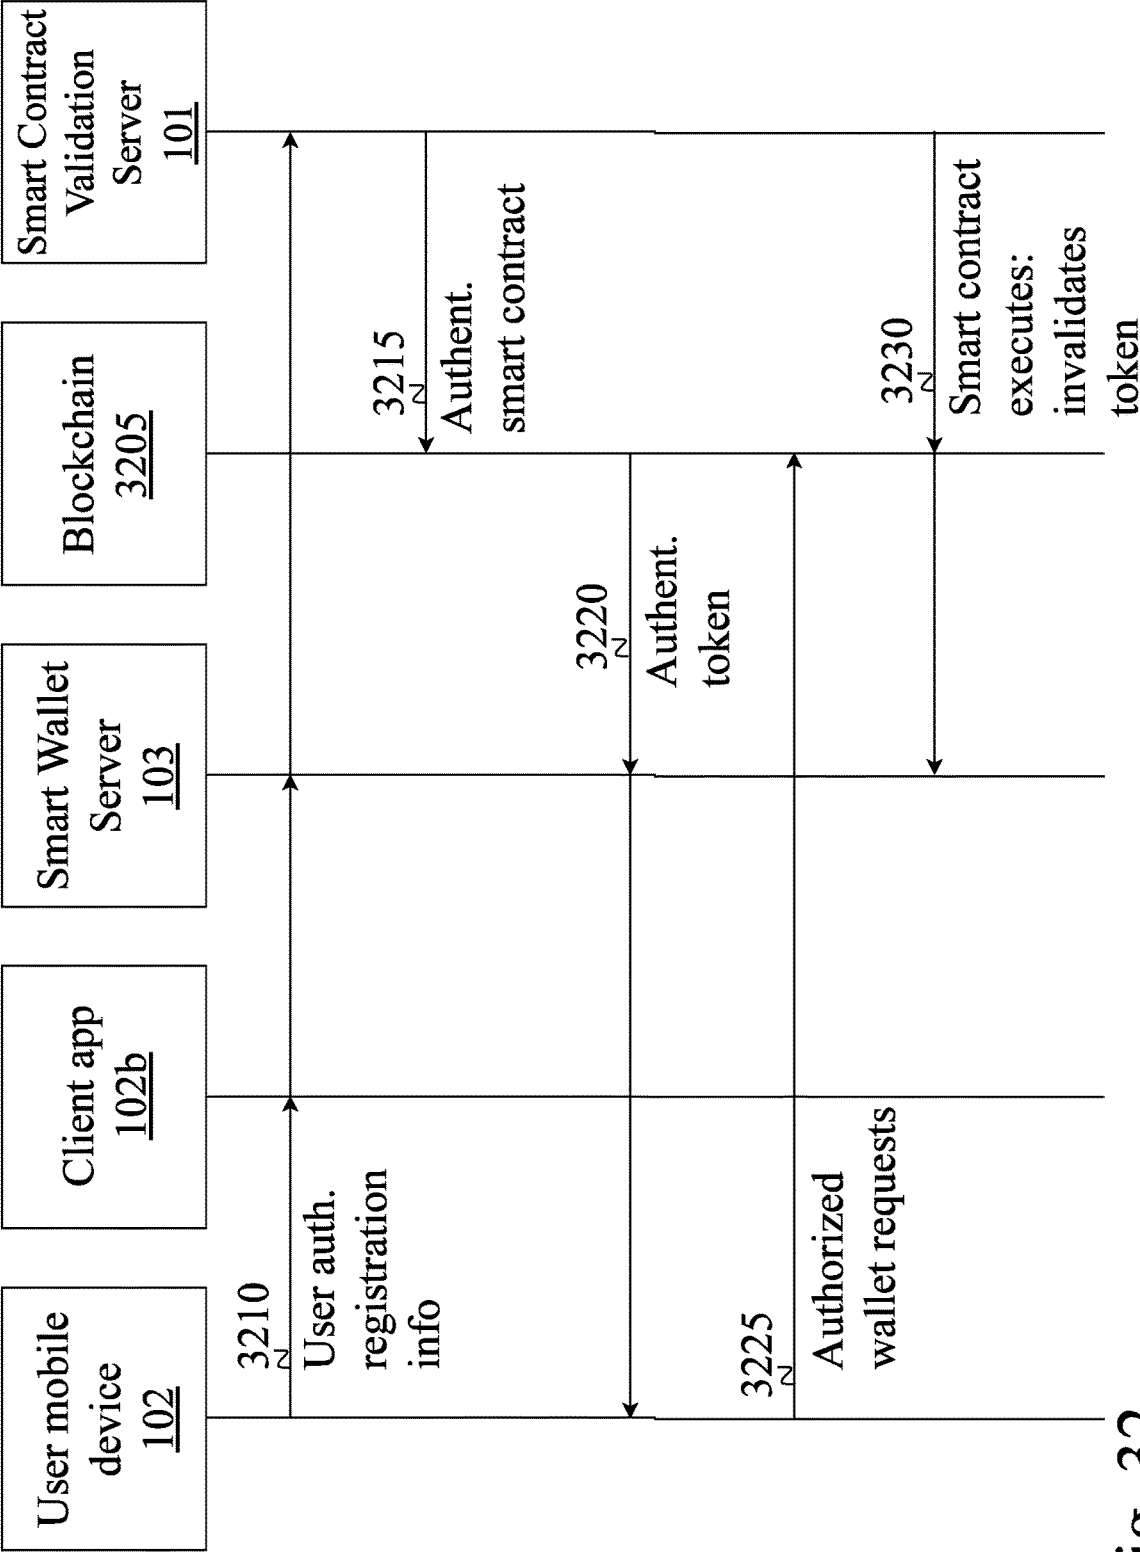 User mobile
device
102
Client app
102b
Smart Wallet
Server
103
Blockchain
3205
Smart Contract
Validation
Server
101
3210
User auth.
registration
info
3215
Authent.
smart contract
3220
Authent.
token
3225
Authorized
wallet requests
3230
Smart contract
executes:
invalidates
token